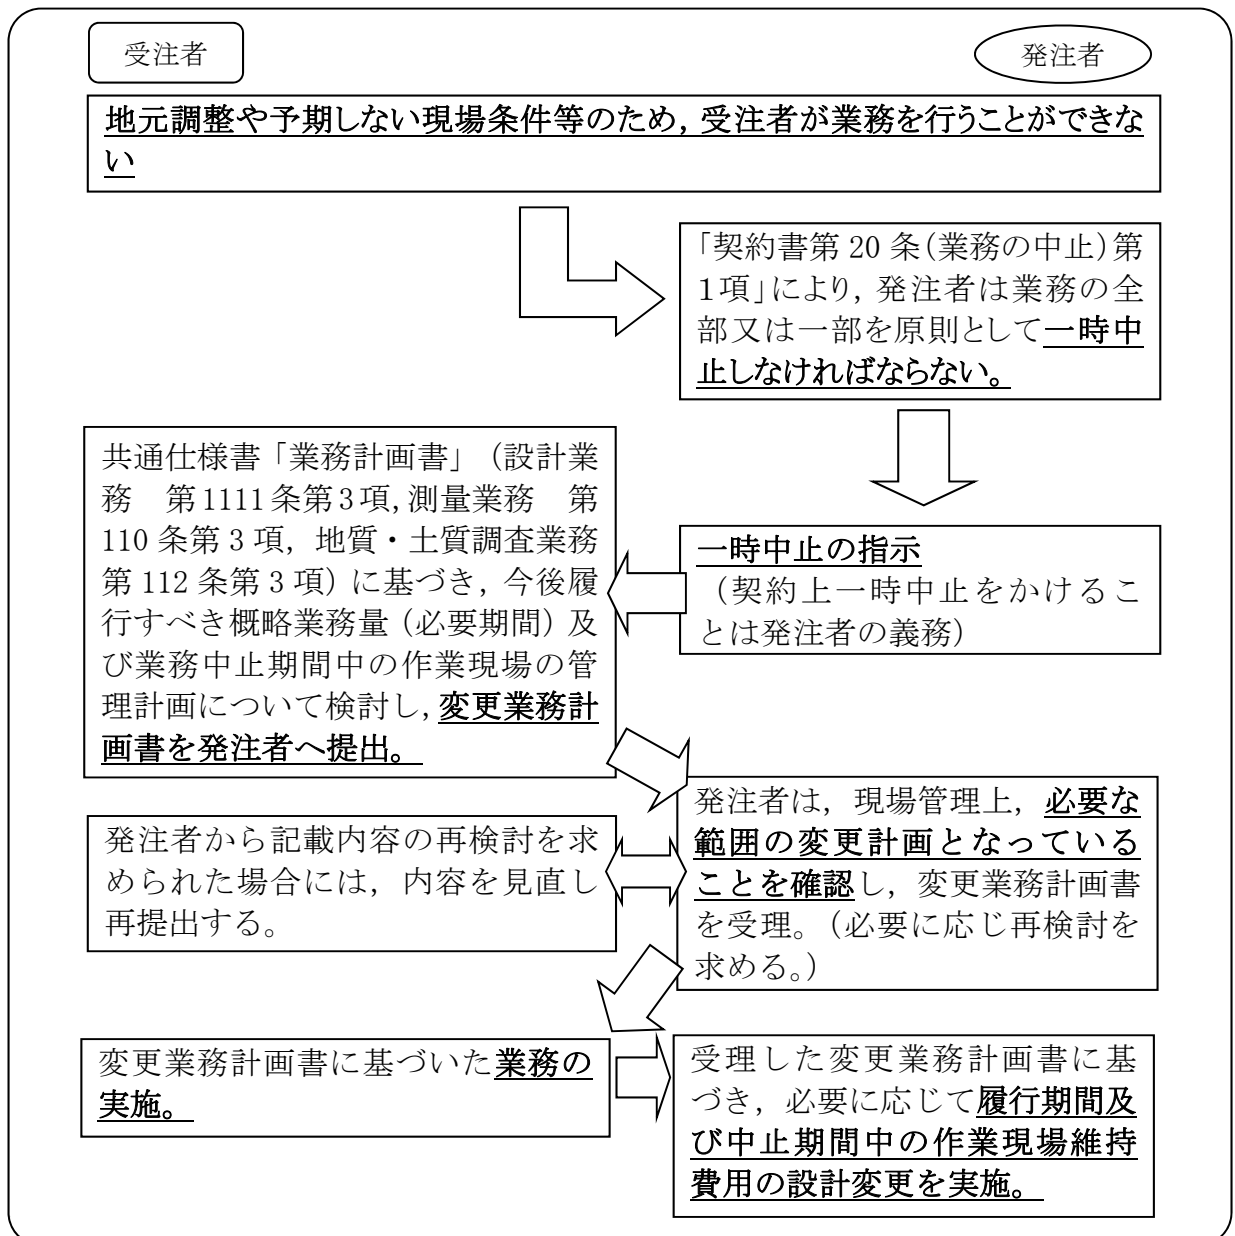 受注者
発注者
地元調整や予期しない現場条件等のため，受注者が業務を行うことができな
い
「契約書第 20 条（業務の中止）第
１項」により，発注者は業務の全
部又は一部を原則として一時中
止しなければならない。
共通仕様書「業務計画書」（設計業
務　第1111条第3項，測量業務　第
110 条第 3 項，地質・土質調査業務
第 112 条第 3 項）に基づき，今後履
行すべき概略業務量（必要期間）及
び業務中止期間中の作業現場の管
理計画について検討し，変更業務計
画書を発注者へ提出。
一時中止の指示
（契約上一時中止をかけるこ
とは発注者の義務）
発注者は，現場管理上，必要な
範囲の変更計画となっている
ことを確認し，変更業務計画書
を受理。（必要に応じ再検討を
求める。）
発注者から記載内容の再検討を求
められた場合には，内容を見直し
再提出する。
変更業務計画書に基づいた業務の
実施。
受理した変更業務計画書に基
づき，必要に応じて履行期間及
び中止期間中の作業現場維持
費用の設計変更を実施。